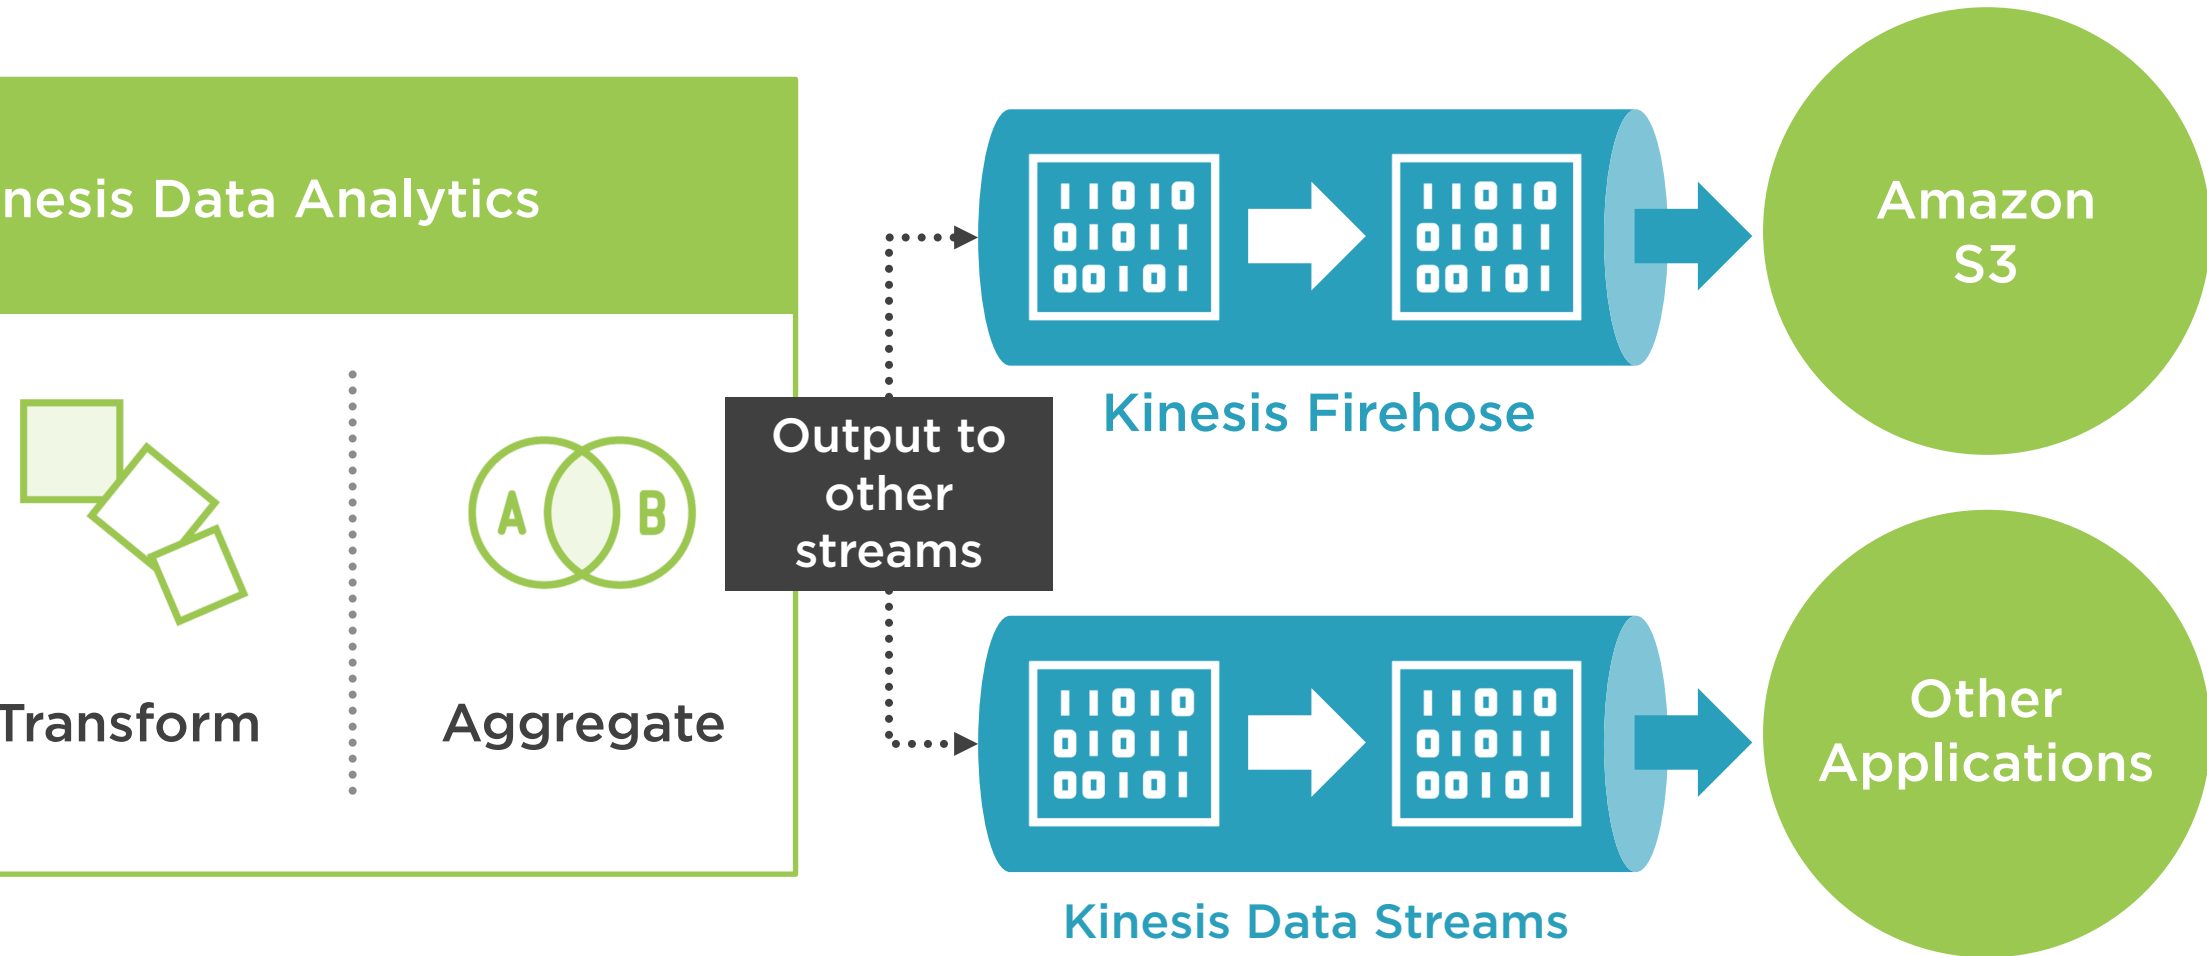 nesis Data Analytics
Transform
Aggregate
A
B
Output to
other
streams
11010
01011
00101
11010
01011
00101
Kinesis Firehose
Amazon
S3
11010
01011
00101
11010
01011
00101
Kinesis Data Streams
Other
Applications